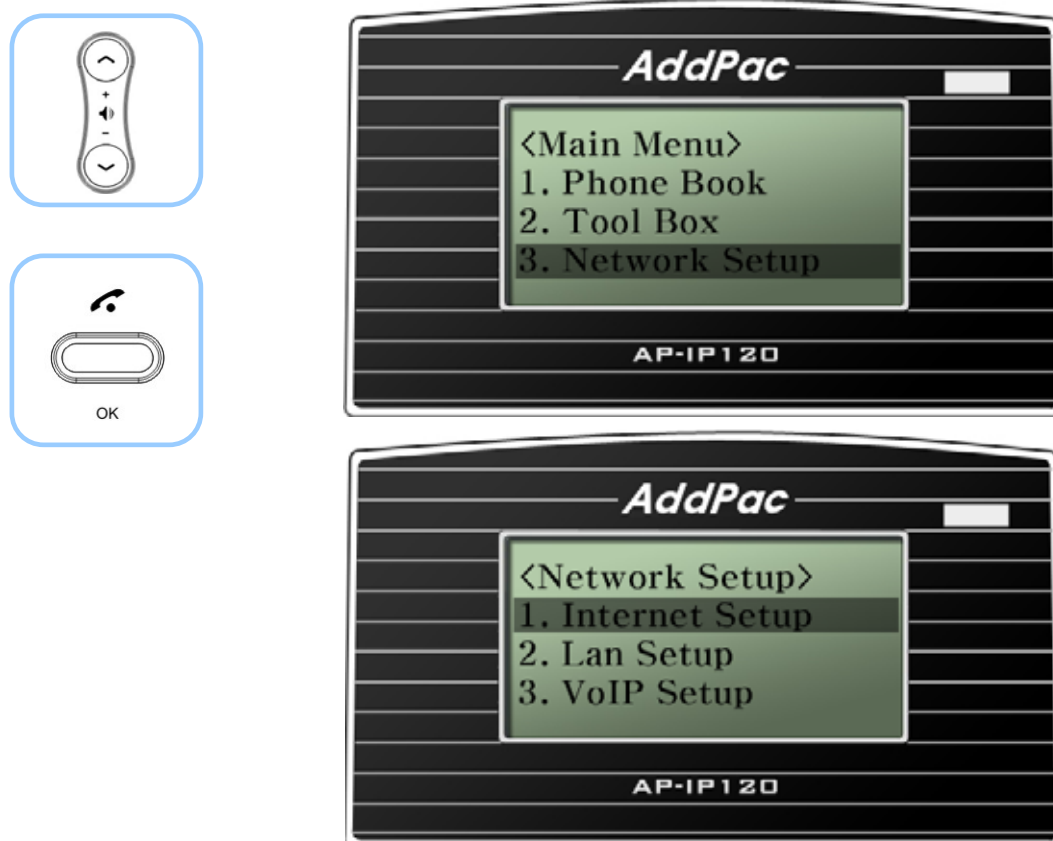 +
-
OK
AddPac
<Main Menu>
1. Phone Book
2. Tool Box
3. Network Setup
AP-IP120
AddPac
<Network Setup>
1. Internet Setup
2. Lan Setup
3. VoIP Setup
AP-IP120